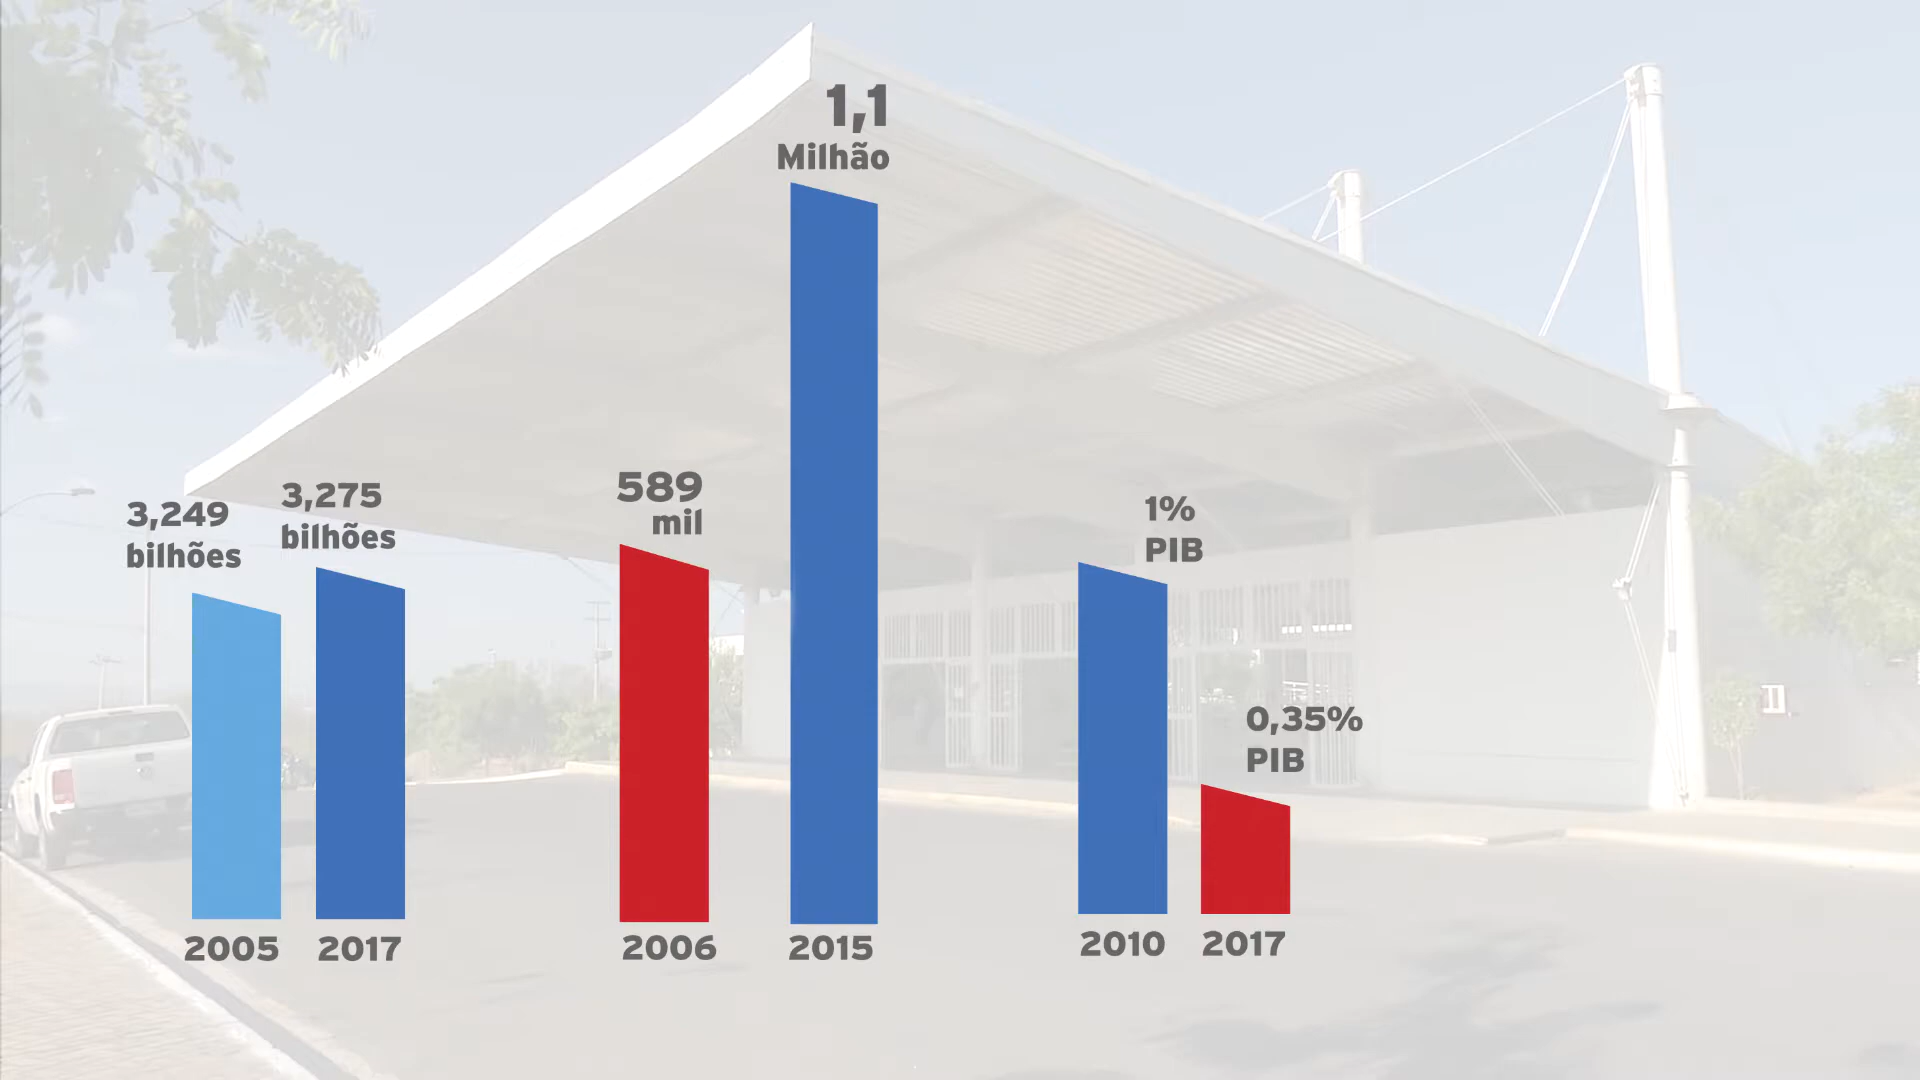 3,249
bilhões
3,275
bilhões
2005
2017
589
mil
1,1
Milhão
2006
2015
1%
PIB
0,35%
PIB
2010
2017